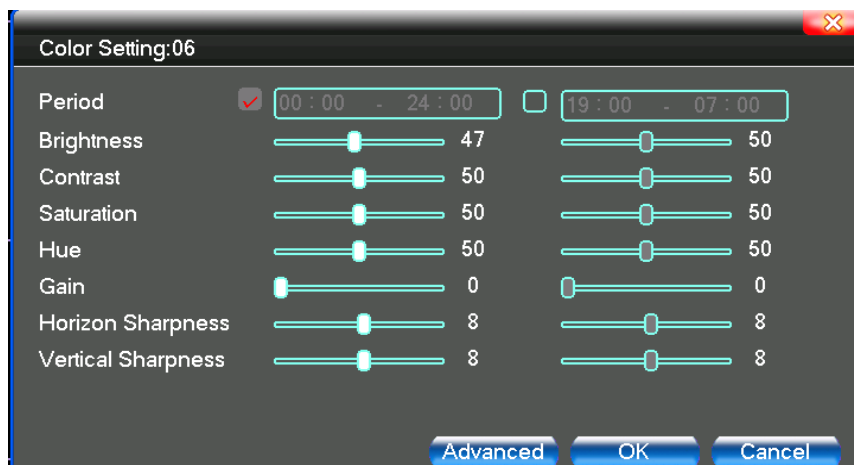 Color Setting:06
Period 00 : 00 - 24 : 00 19 : 00 - 07 : 00
Brightness 47 50
Contrast 50 50
Saturation 50 50
Hue 50 50
Gain 0 0
Horizon Sharpness 8 8
Vertical Sharpness 8 8
Advanced OK Cancel